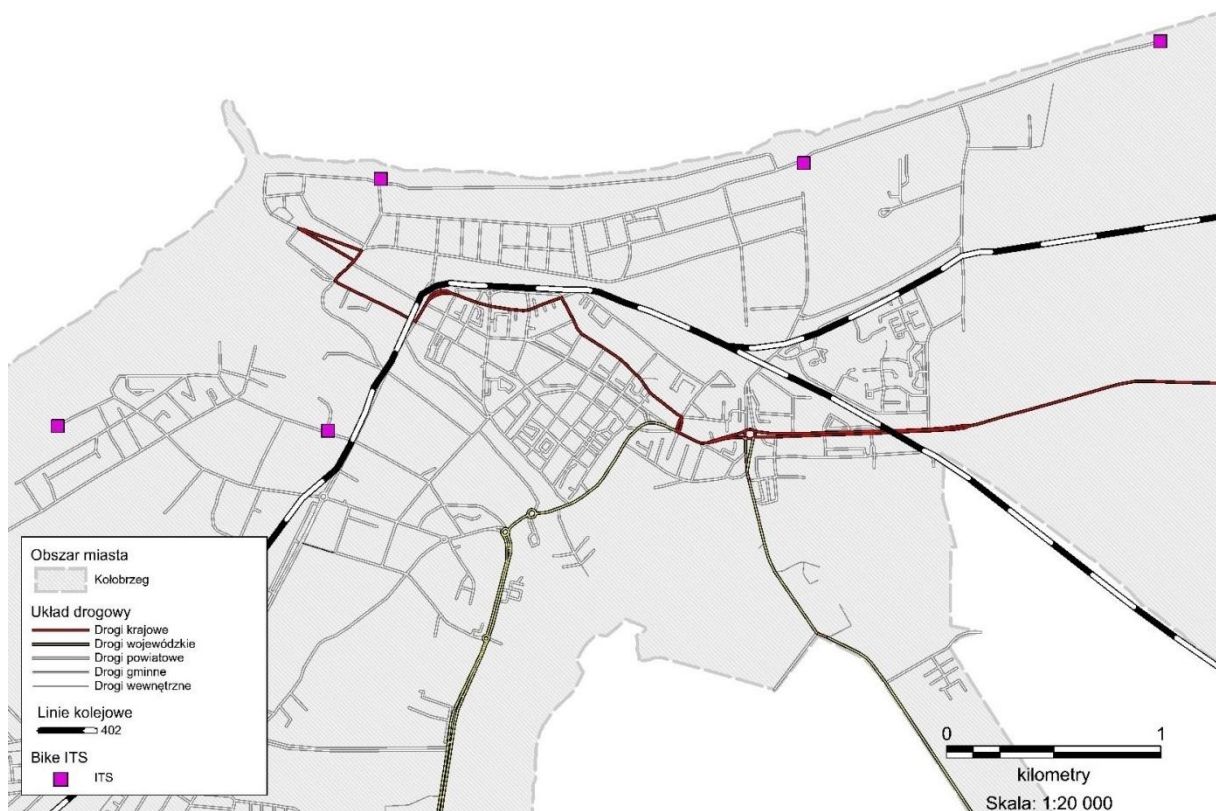 Obszar miasta
Kołobrzeg
Układ drogowy
Drogi krajowe
Drogi wojewódzkie
Drogi powiatowe
Drogi gminne
Drogi wewnętrzne
Linie kolejowe
402
Bike ITS
ITS
0 1
kilometry
Skala: 1:20 000